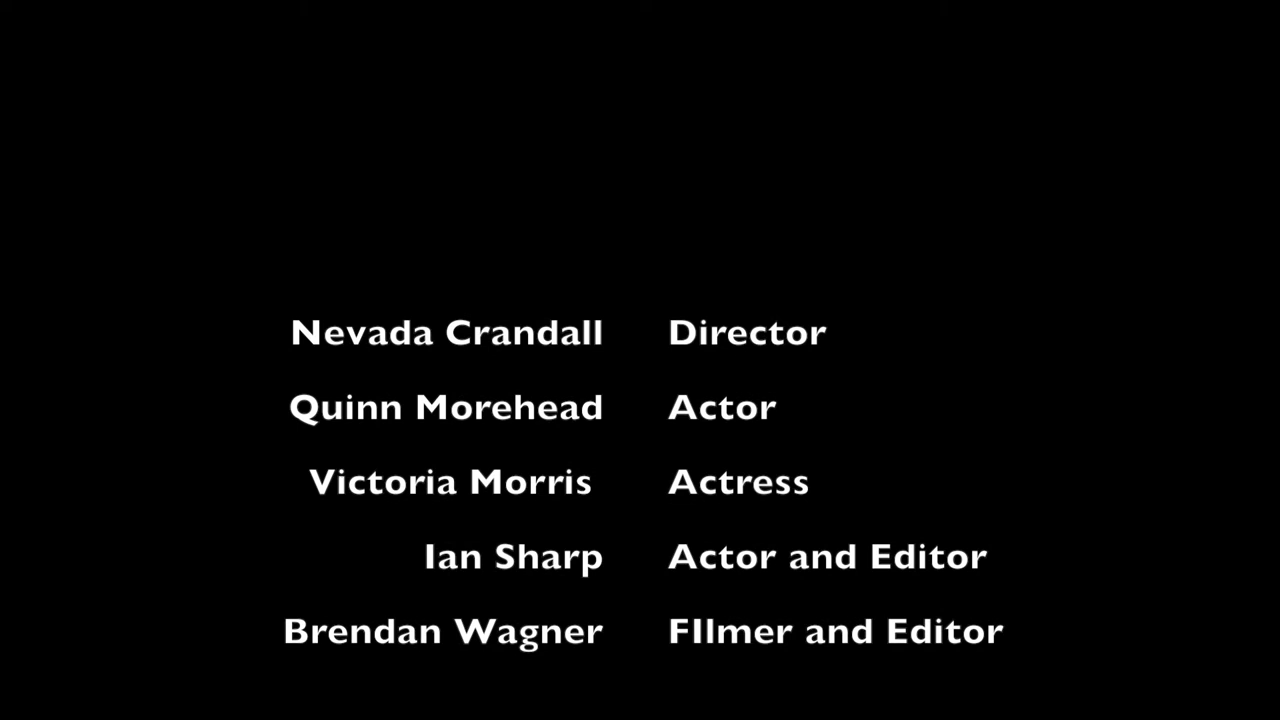 Nevada Crandall Director
Quinn Morehead Actor
Victoria Morris Actress
Ian Sharp Actor and Editor
Brendan Wagner FIlmer and Editor